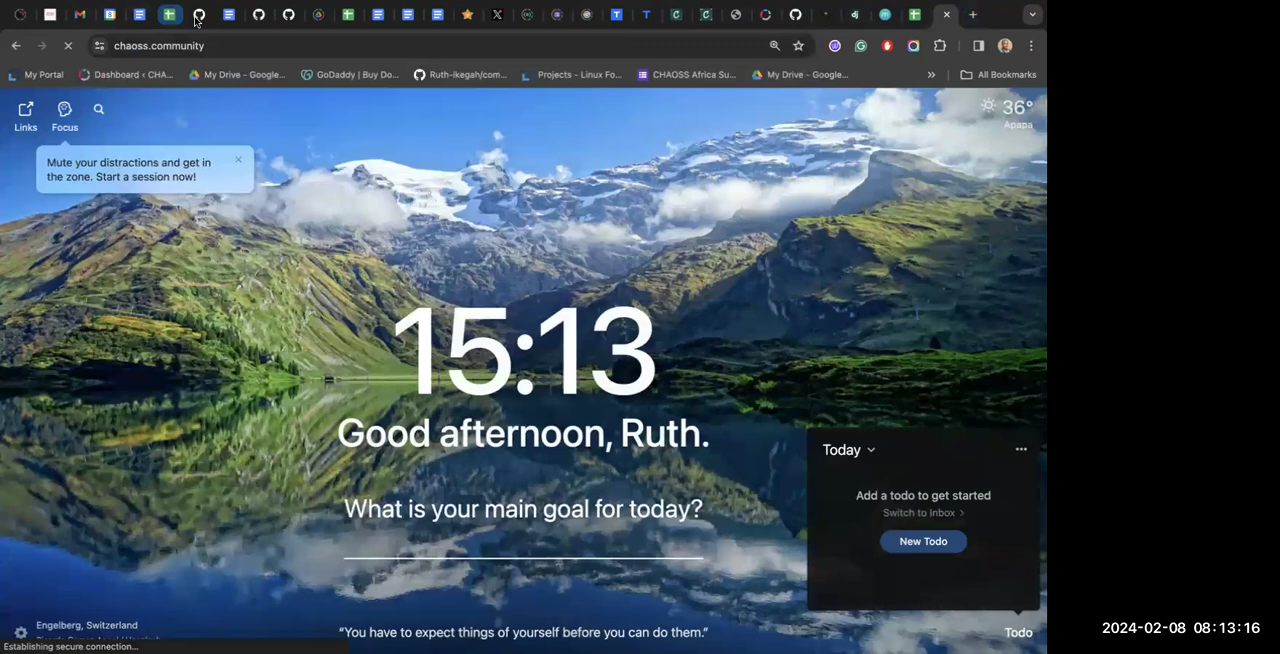 chaoss.community
My Portal
Dashboard ‹ CHA...
My Drive - Google...
GoDaddy | Buy Do...
Ruth-ikegah/com...
Projects - Linux Fo...
CHAOSS Africa Su...
My Drive - Google...
»
All Bookmarks
Links
Focus
36°
Apapa
Mute your distractions and get in
the zone. Start a session now!
15:13
Good afternoon, Ruth.
What is your main goal for today?
Today
Add a todo to get started
Switch to Inbox >
New Todo
Engelberg, Switzerland
"You have to expect things of yourself before you can do them."
Todo
Establishing secure connection...
2024-02-08 08:13:16